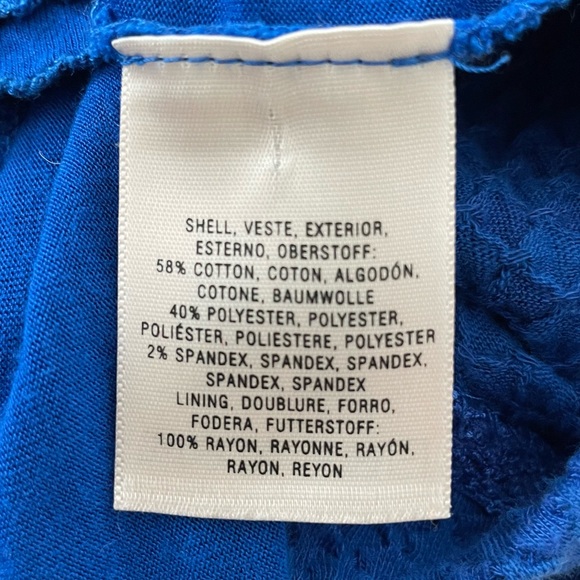 SHELL, VESTE, EXTERIOR,
ESTERNO, OBERSTOFF:
58% COTTON, COTON, ALGODÓN,
COTONE, BAUMWOLLE
40% POLYESTER, POLYESTER,
POLIÉSTER, POLIESTERE, POLYESTER
2% SPANDEX, SPANDEX, SPANDEX,
SPANDEX, SPANDEX
LINING, DOUBLURE, FORRO,
FODERA, FUTTERSTOFF:
100% RAYON, RAYONNE, RAYÓN,
RAYON, REYON